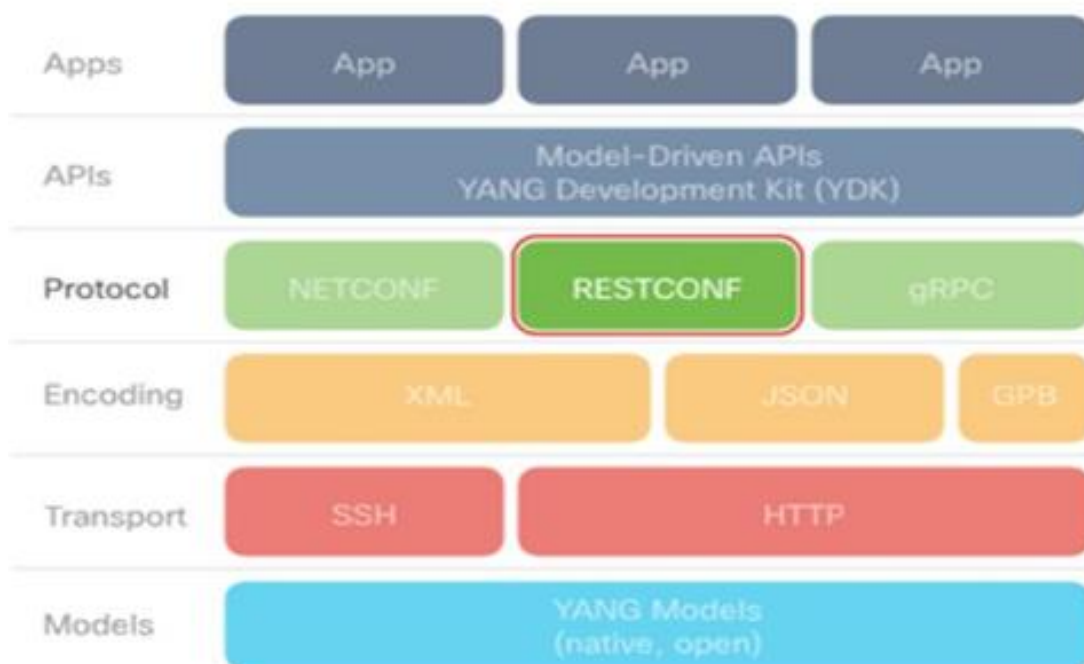 Apps
App
App
App
APIs
Model-Driven APIs
YANG Development Kit (YDK)
Protocol
NETCONF
RESTCONF
gRPC
Encoding
XML
JSON
GPB
Transport
SSH
HTTP
Models
YANG Models
(native, open)